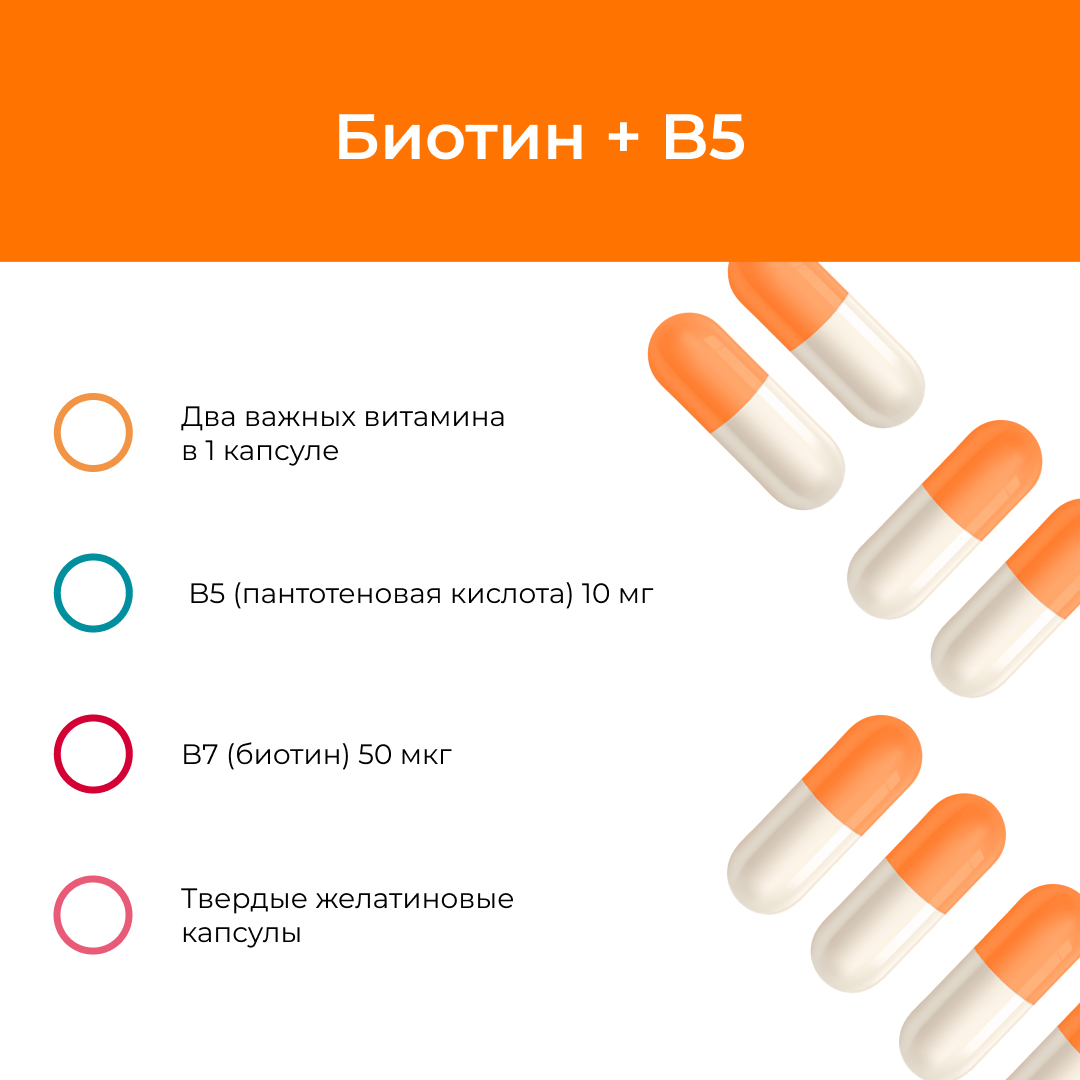 Биотин + В5
Два важных витамина
в 1 капсуле
В5 (пантотеновая кислота) 10 мг
В7 (биотин) 50 мкг
Твердые желатиновые
капсулы